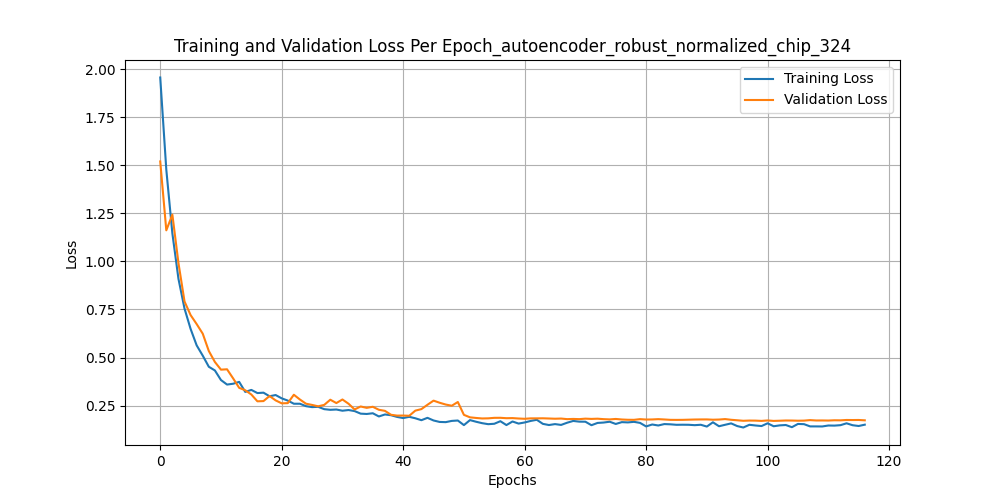 Training and Validation Loss Per Epoch_autoencoder_robust_normalized_chip_324
Training Loss
Validation Loss
Loss
2.00
1.75
1.50
1.25
1.00
0.75
0.50
0.25
0 20 40 60 80 100 120
Epochs